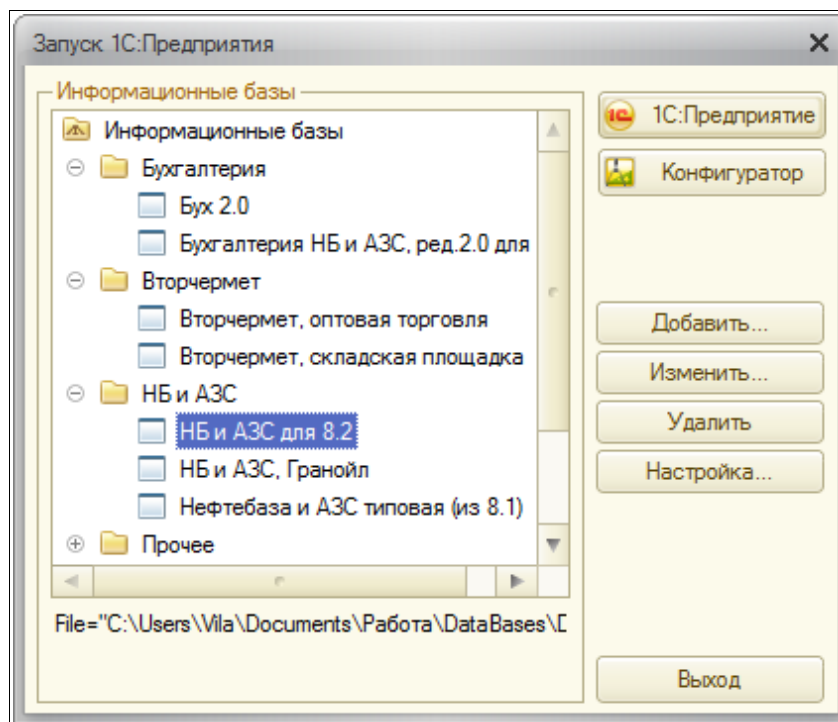 Запуск 1С:Предприятия
Информационные базы
Информационные базы
Бухгалтерия
Бух 2.0
Бухгалтерия НБ и АЗС, ред.2.0 для
Вторчермет
Вторчермет, оптовая торговля
Вторчермет, складская площадка
НБ и АЗС
НБ и АЗС для 8.2
НБ и АЗС, Гранойл
Нефтебаза и АЗС типовая (из 8.1)
Прочее
File="C:\Users\Vila\Documents\Работа\DataBases\
1С:Предприятие
Конфигуратор
Добавить...
Изменить...
Удалить
Настройка...
Выход